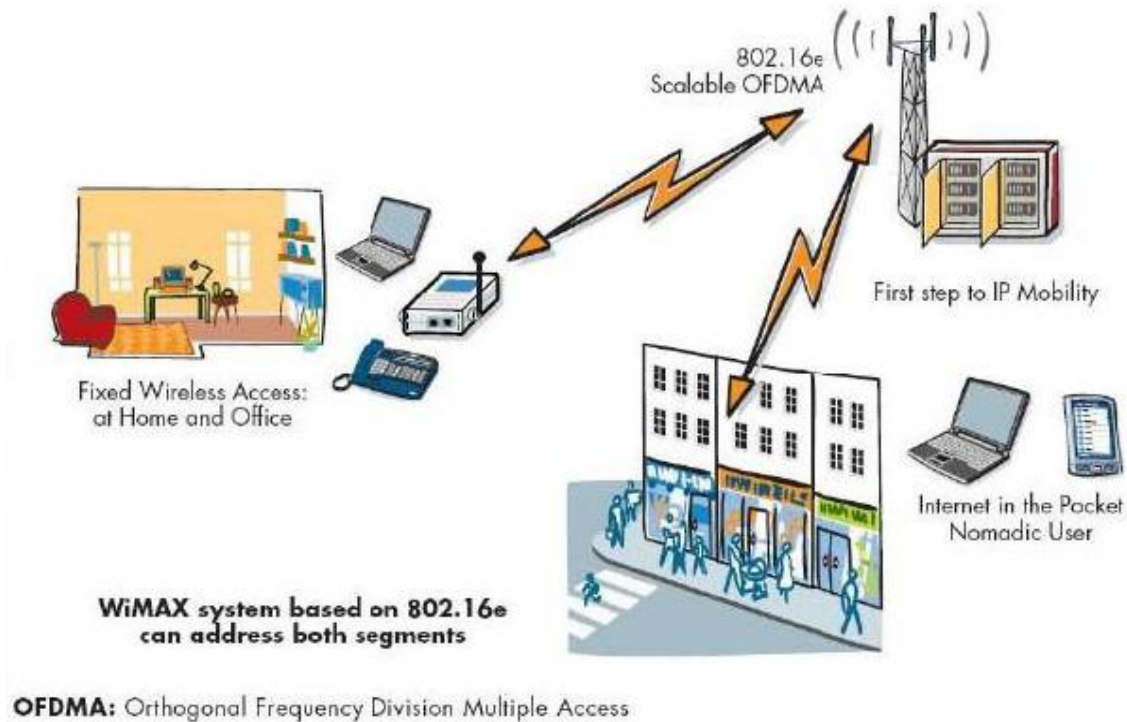 802.16e
Scalable OFDMA
First step to IP Mobility
Fixed Wireless Access:
at Home and Office
Internet in the Pocket
Nomadic User
WiMAX system based on 802.16e
can address both segments
OFDMA: Orthogonal Frequency Division Multiple Access